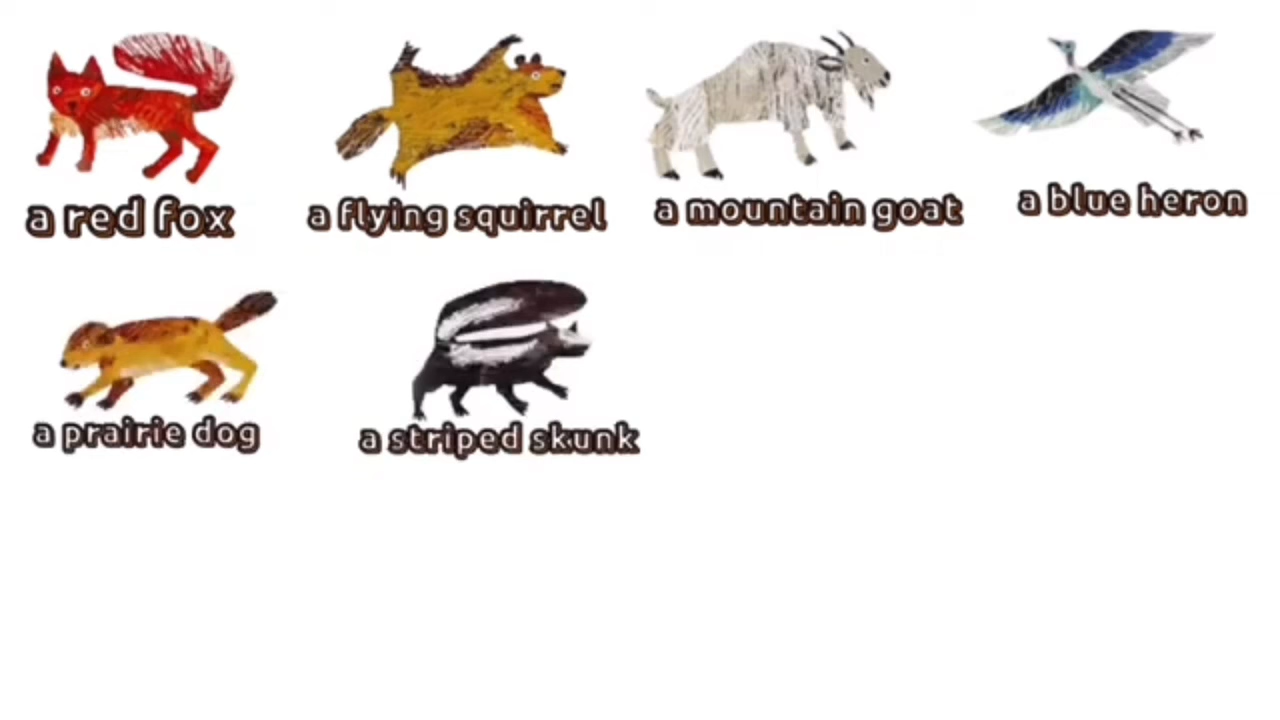 a red fox
a flying squirrel
a mountain goat
a blue heron
a prairie dog
a striped skunk